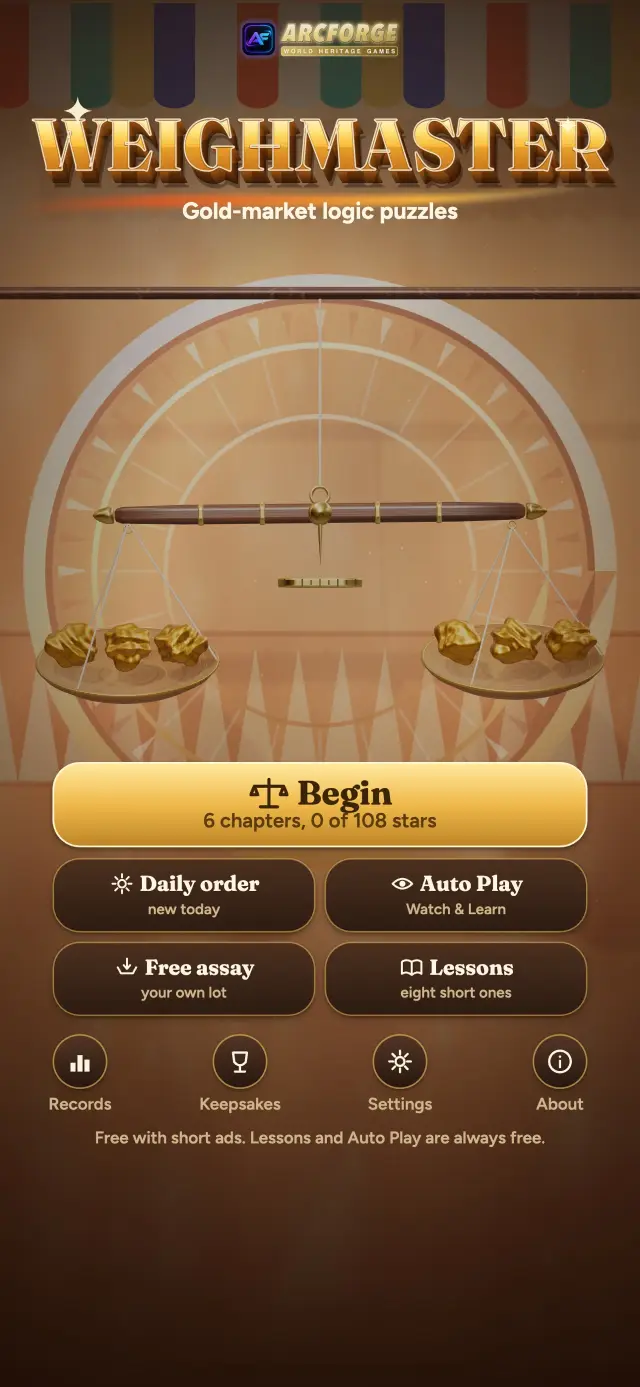 AF ARCFORGE
WORLD HERITAGE GAMES
WEIGHMASTER
Gold-market logic puzzles
Begin
6 chapters, 0 of 108 stars
Daily order
new today
Auto Play
Watch & Learn
Free assay
your own lot
Lessons
eight short ones
Records
Keepsakes
Settings
About
Free with short ads. Lessons and Auto Play are always free.